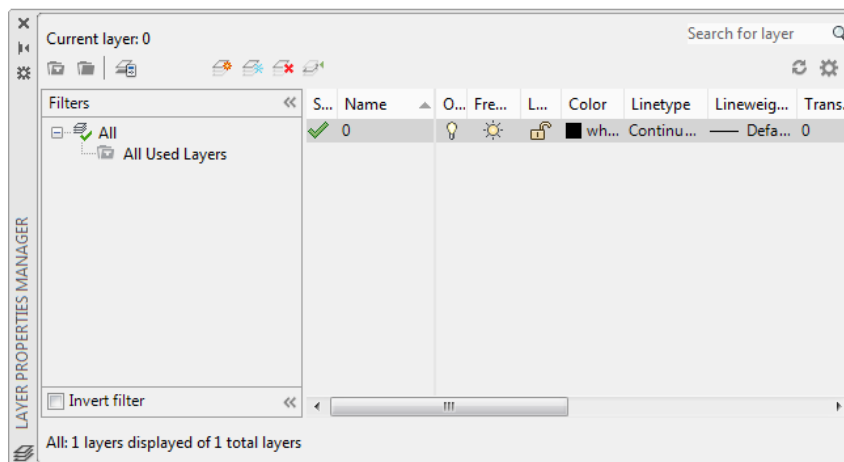 Current layer: 0
Search for layer
Filters
S... Name O... Fre... L... Color Linetype Lineweig... Trans.
All
0 wh... Continu... Defa... 0
All Used Layers
LAYER PROPERTIES MANAGER
Invert filter
All: 1 layers displayed of 1 total layers